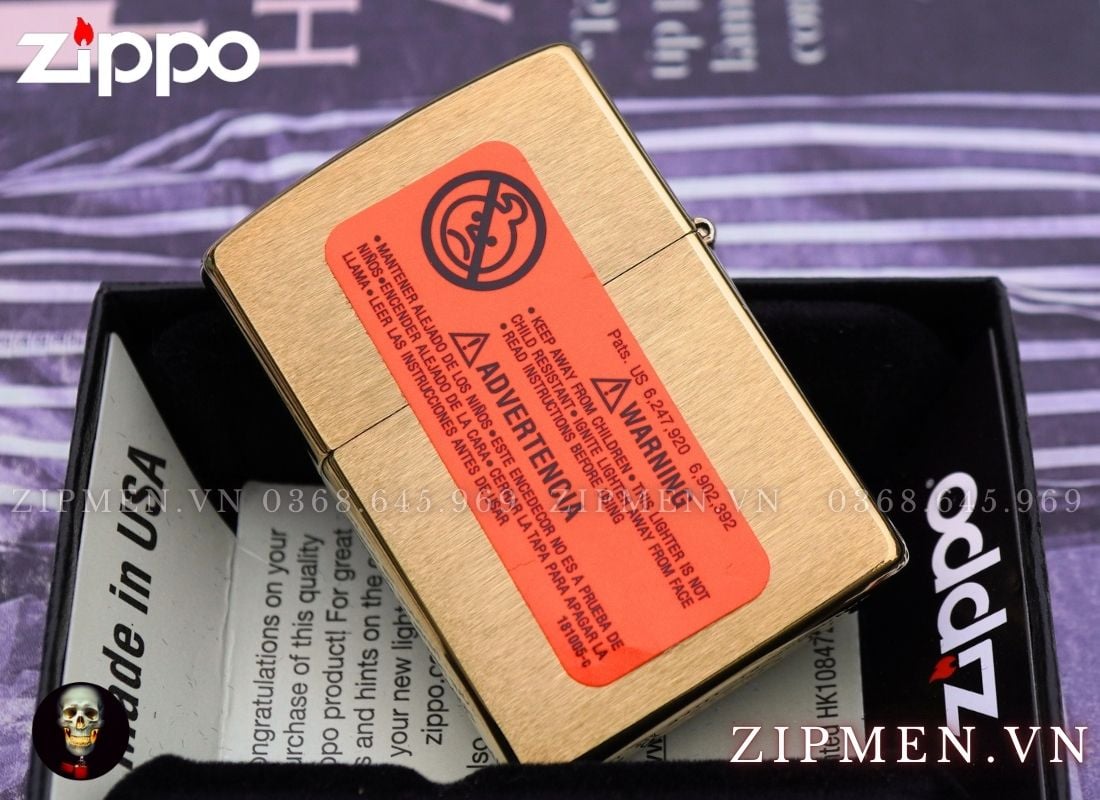 zippo
Pats. US 6,247,920 6,902,392
WARNING
• KEEP AWAY FROM CHILDREN • THIS LIGHTER IS NOT
CHILD RESISTANT • IGNITE LIGHTER AWAY FROM FACE
• READ INSTRUCTIONS BEFORE
ADVERTENCIA
• MANTENER ALEJADO DE LOS NIÑOS • ESTE ENCEDECOR NO ES A PRUEBA DE
NIÑOS • ENCENDER ALEJADO DE LA CARA • CERRAR LA TAPA PARA APAGAR LA
LLAMA • LEER LAS INSTRUCCIONES ANTES DE USAR
181006-c
made in USA
ongratulations on your
urchase of this quality
ppo product! For great
s and hints on the
your new light
zippo.c
lso
ZIPMEN.VN 0368.645.969 ZIPMEN.VN 0368.645.969
zippo
HK10847
ZIPMEN.VN